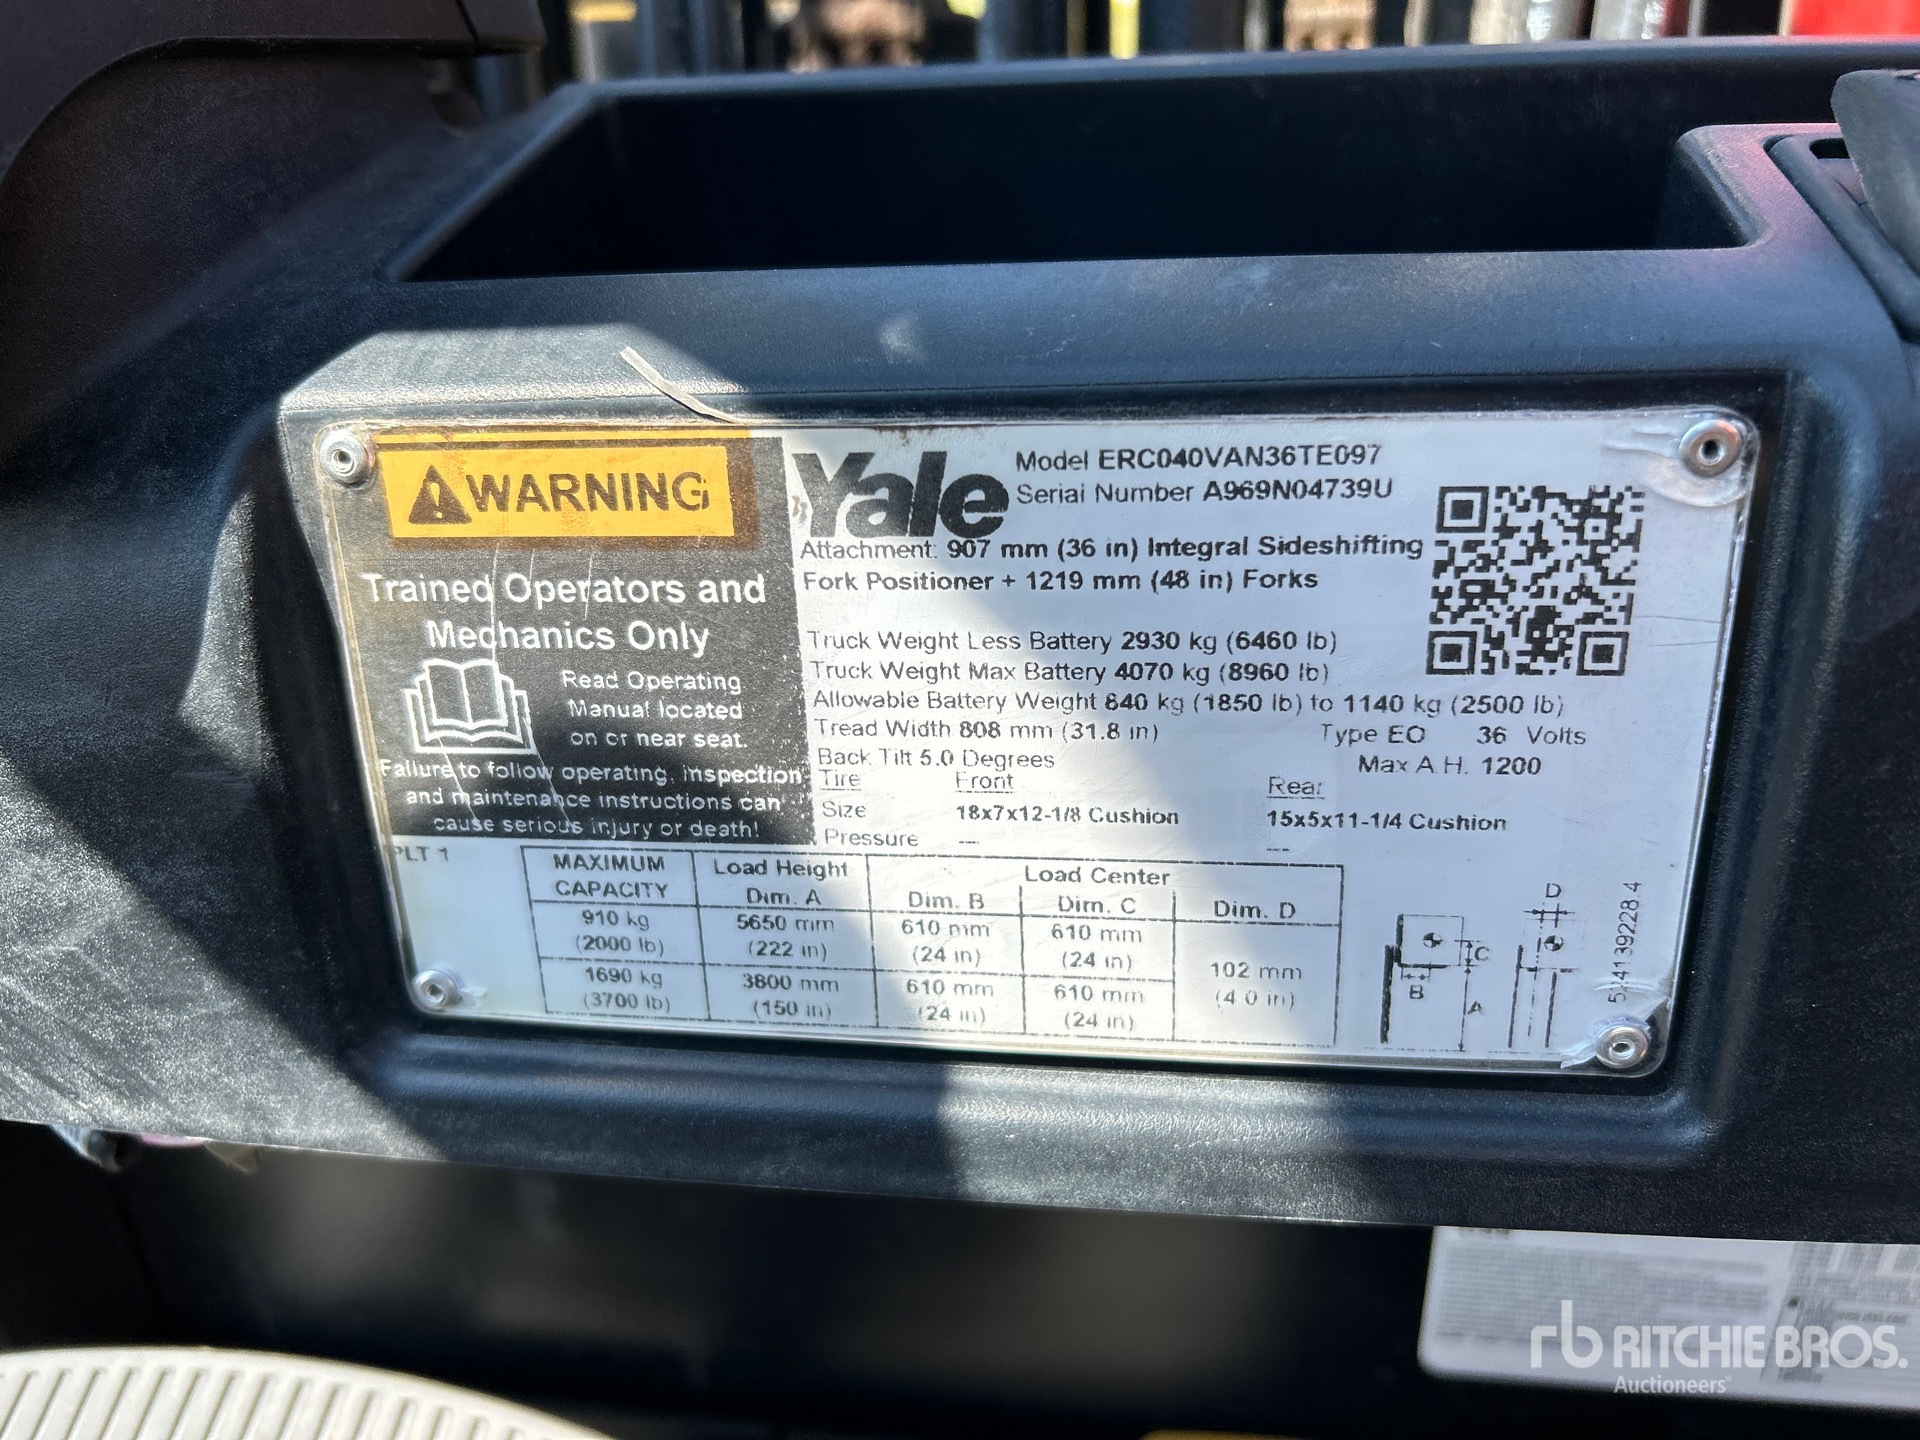 WARNING
Trained Operators and
Mechanics Only
Read Operating
Manual located
on or near seat.
Failure to follow operating, inspection
and maintenance instructions can
cause serious injury or death!
Yale
Model ERC040VAN36TE097
Serial Number A969N04739U
Attachment: 907 mm (36 in) Integral Sideshifting
Fork Positioner + 1219 mm (48 in) Forks
Truck Weight Less Battery 2930 kg (6460 lb)
Truck Weight Max Battery 4070 kg (8960 lb)
Allowable Battery Weight 840 kg (1850 lb) to 1140 kg (2500 lb)
Tread Width 808 mm (31.8 in) Type EO 36 Volts
Back Tilt 5.0 Degrees Max A.H. 1200
Tire Front Rear
Size 18x7x12-1/8 Cushion 15x5x11-1/4 Cushion
Pressure --- ---
PLT 1
MAXIMUM CAPACITY Load Height Dim. A Load Center
Dim. B Dim. C Dim. D
910 kg 5650 mm 610 mm 610 mm
(2000 lb) (222 in) (24 in) (24 in)
102 mm
(4.0 in)
1690 kg 3800 mm 610 mm 610 mm
(3700 lb) (150 in) (24 in) (24 in)
C
B
A
D
524139228.4
rb RITCHIE BROS.
Auctioneers